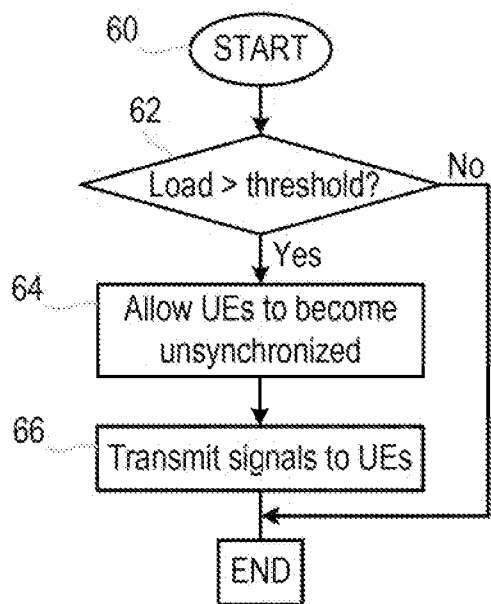 60
START
62
Load > threshold?
No
Yes
64
Allow UEs to become
unsynchronized
66
Transmit signals to UEs
END